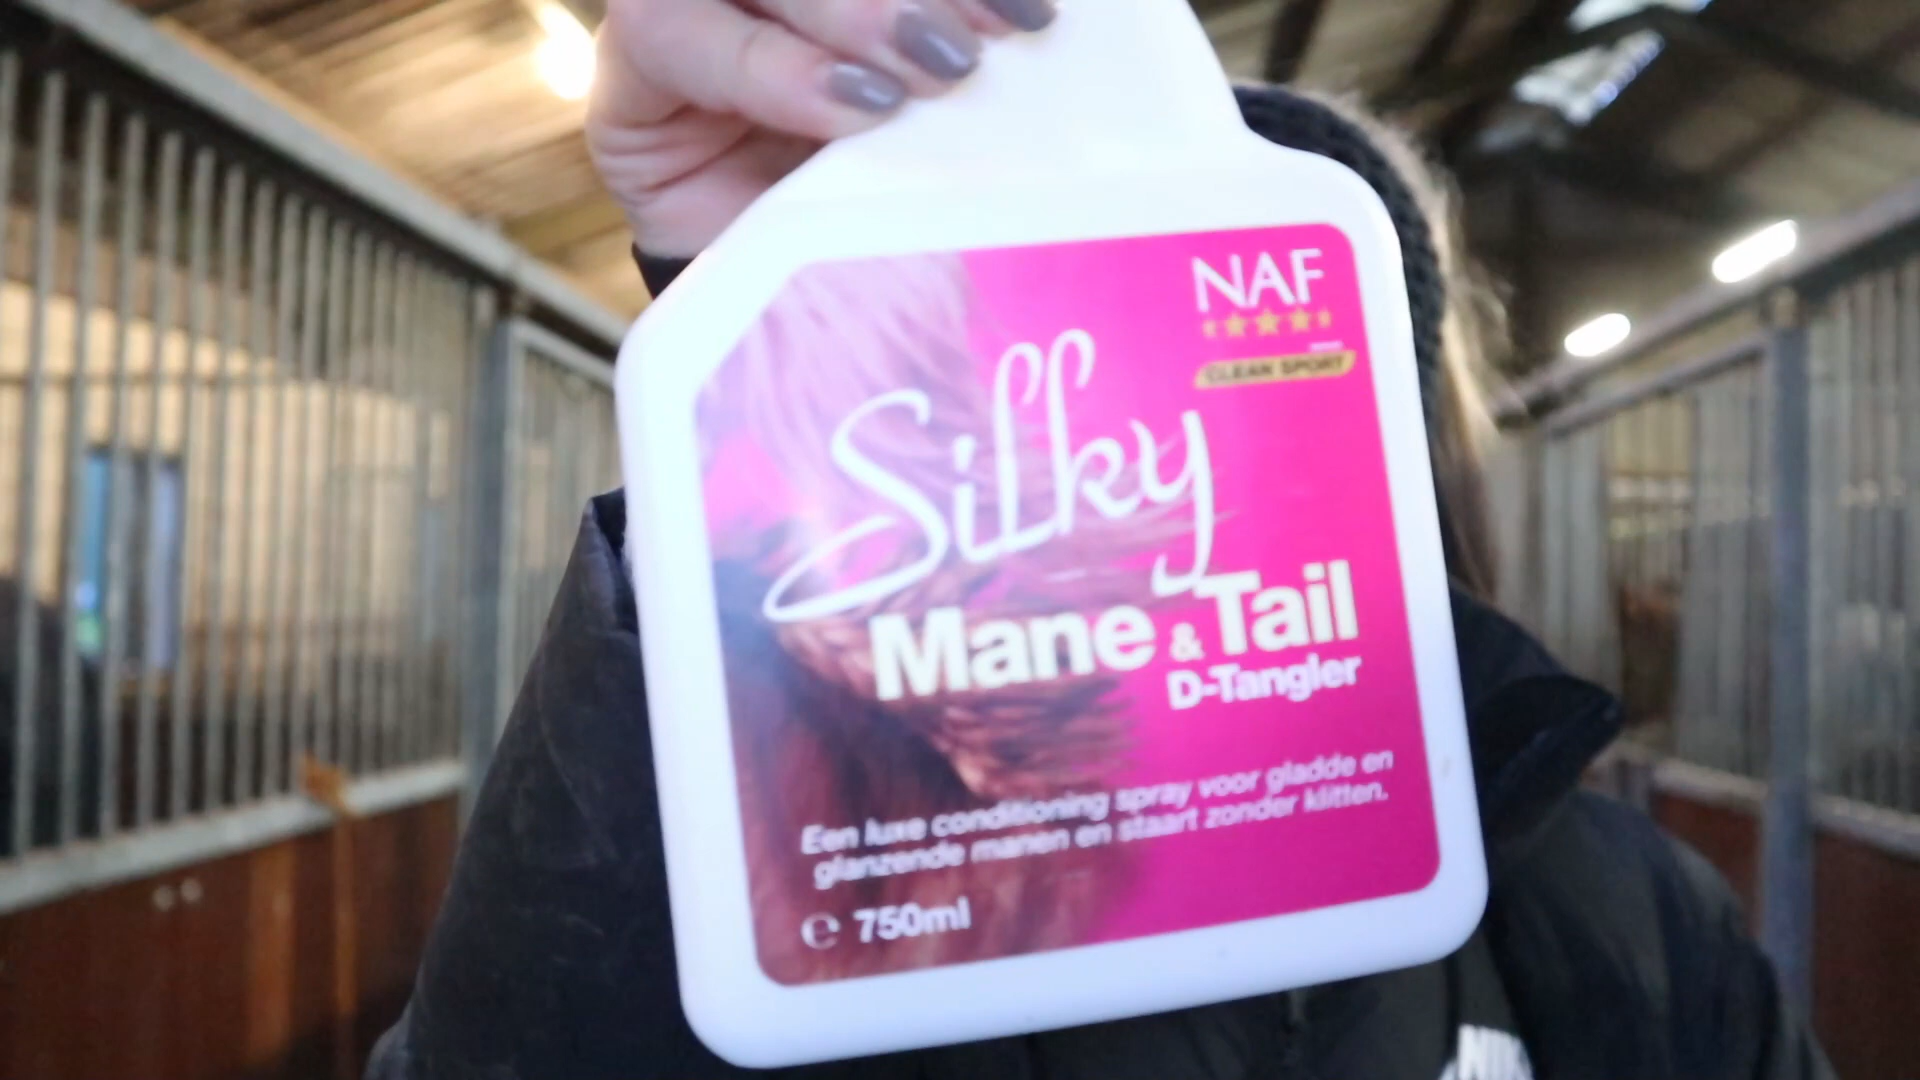 NAF
CLEAN SPORT
Silky
Mane & Tail
D-Tangler
Een luxe conditioning spray voor gladde en
glanzende manen en staart zonder klitten.
℮ 750ml